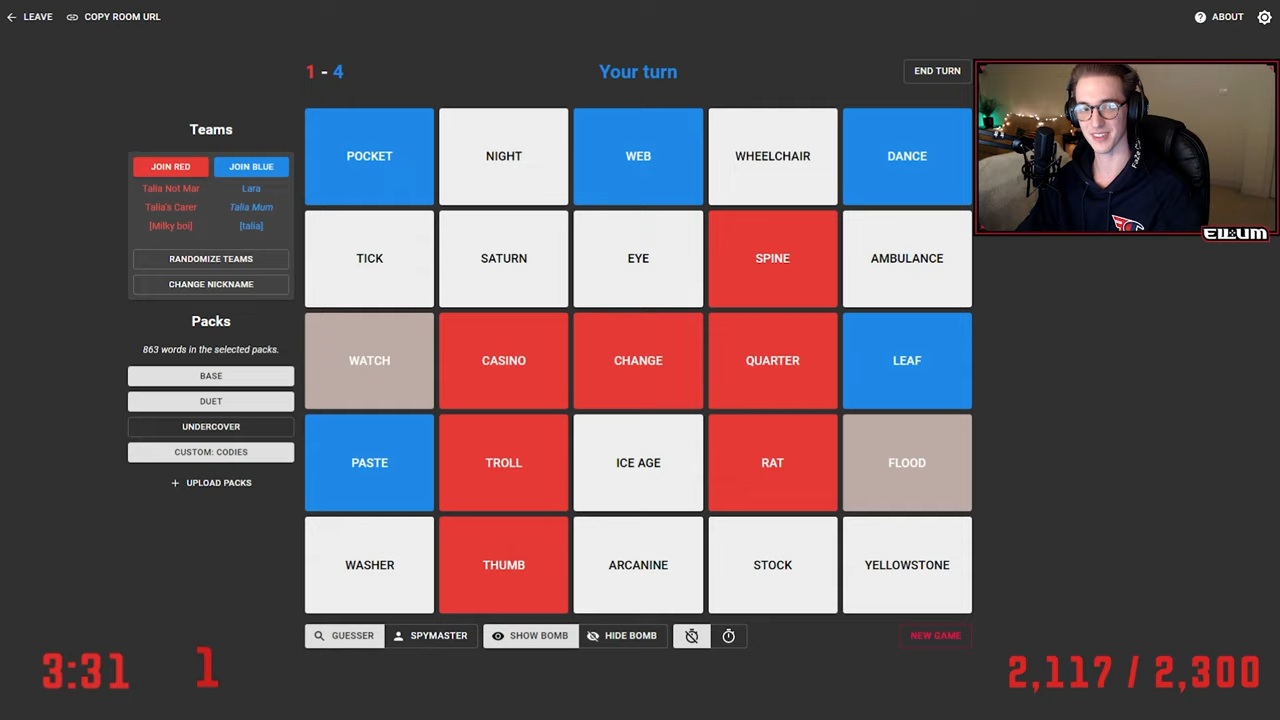 LEAVE
COPY ROOM URL
ABOUT
1 - 4
Your turn
END TURN
Teams
JOIN RED
JOIN BLUE
Talia Not Mar
Lara
Talia's Carer
Talia Mum
[Milky boi]
[talia]
RANDOMIZE TEAMS
CHANGE NICKNAME
Packs
863 words in the selected packs.
BASE
DUET
UNDERCOVER
CUSTOM: CODIES
UPLOAD PACKS
POCKET
NIGHT
WEB
WHEELCHAIR
DANCE
TICK
SATURN
EYE
SPINE
AMBULANCE
WATCH
CASINO
CHANGE
QUARTER
LEAF
PASTE
TROLL
ICE AGE
RAT
FLOOD
WASHER
THUMB
ARCANINE
STOCK
YELLOWSTONE
GUESSER
SPYMASTER
SHOW BOMB
HIDE BOMB
NEW GAME
3:31
1
2,117 / 2,300